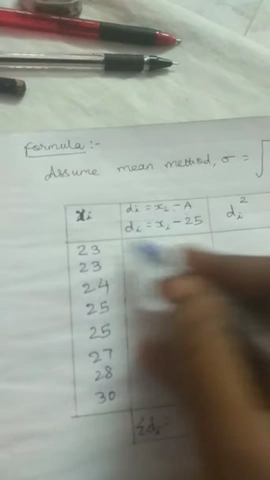 Formula :-
Assume mean method, σ = √
xi di = xi - A di²
di = xi - 25
23
23
24
25
25
27
28
30
Σdi